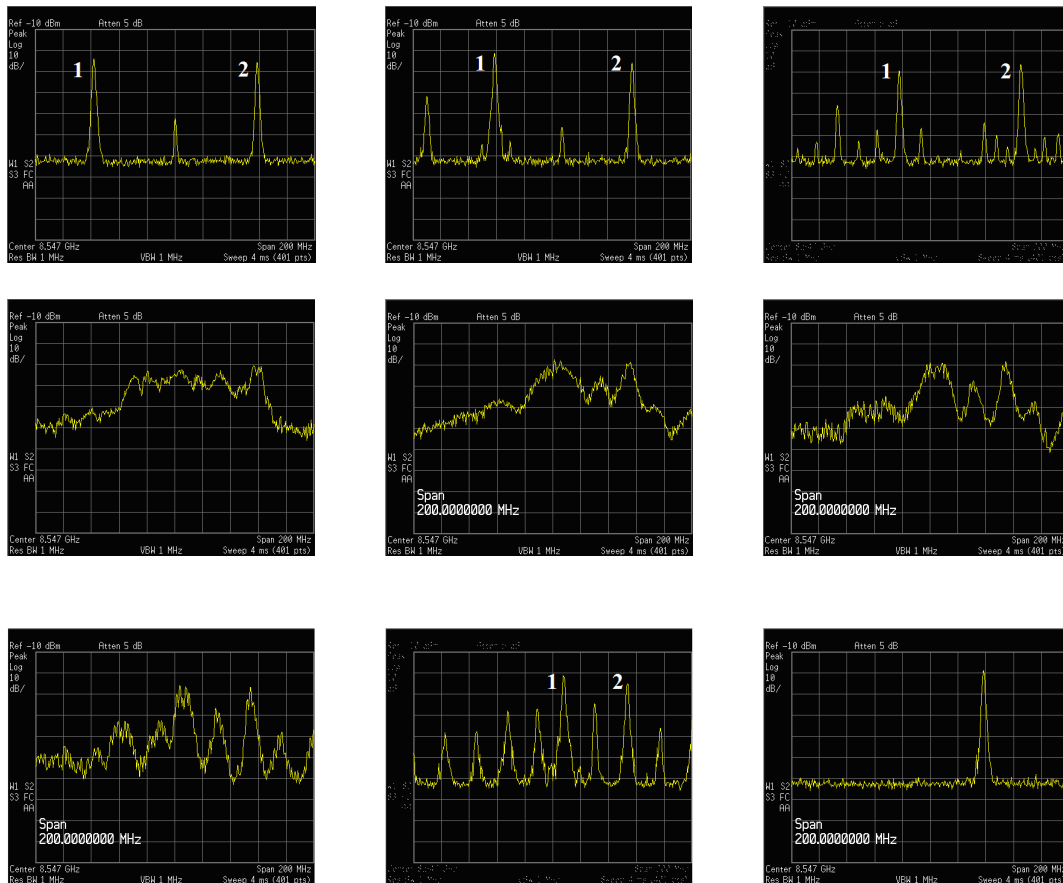 Ref -10 dBm Atten 5 dB
Peak
Log
10
dB/
1 2
W1 S2
S3 FC
AA
Center 8.547 GHz Span 200 MHz
Res BW 1 MHz VBW 1 MHz Sweep 4 ms (401 pts)
Ref -10 dBm Atten 5 dB
Peak
Log
10
dB/
1 2
W1 S2
S3 FC
AA
Center 8.547 GHz Span 200 MHz
Res BW 1 MHz VBW 1 MHz Sweep 4 ms (401 pts)
1 2
Ref -10 dBm Atten 5 dB
Peak
Log
10
dB/
W1 S2
S3 FC
AA
Center 8.547 GHz Span 200 MHz
Res BW 1 MHz VBW 1 MHz Sweep 4 ms (401 pts)
Ref -10 dBm Atten 5 dB
Peak
Log
10
dB/
W1 S2
S3 FC
AA
Span
200.0000000 MHz
Center 8.547 GHz Span 200 MHz
Res BW 1 MHz VBW 1 MHz Sweep 4 ms (401 pts)
Ref -10 dBm Atten 5 dB
Peak
Log
10
dB/
W1 S2
S3 FC
AA
Span
200.0000000 MHz
Center 8.547 GHz Span 200 MHz
Res BW 1 MHz VBW 1 MHz Sweep 4 ms (401 pts)
Ref -10 dBm Atten 5 dB
Peak
Log
10
dB/
W1 S2
S3 FC
AA
Span
200.0000000 MHz
Center 8.547 GHz Span 200 MHz
Res BW 1 MHz VBW 1 MHz Sweep 4 ms (401 pts)
1 2
Ref -10 dBm Atten 5 dB
Peak
Log
10
dB/
W1 S2
S3 FC
AA
Span
200.0000000 MHz
Center 8.547 GHz Span 200 MHz
Res BW 1 MHz VBW 1 MHz Sweep 4 ms (401 pts)